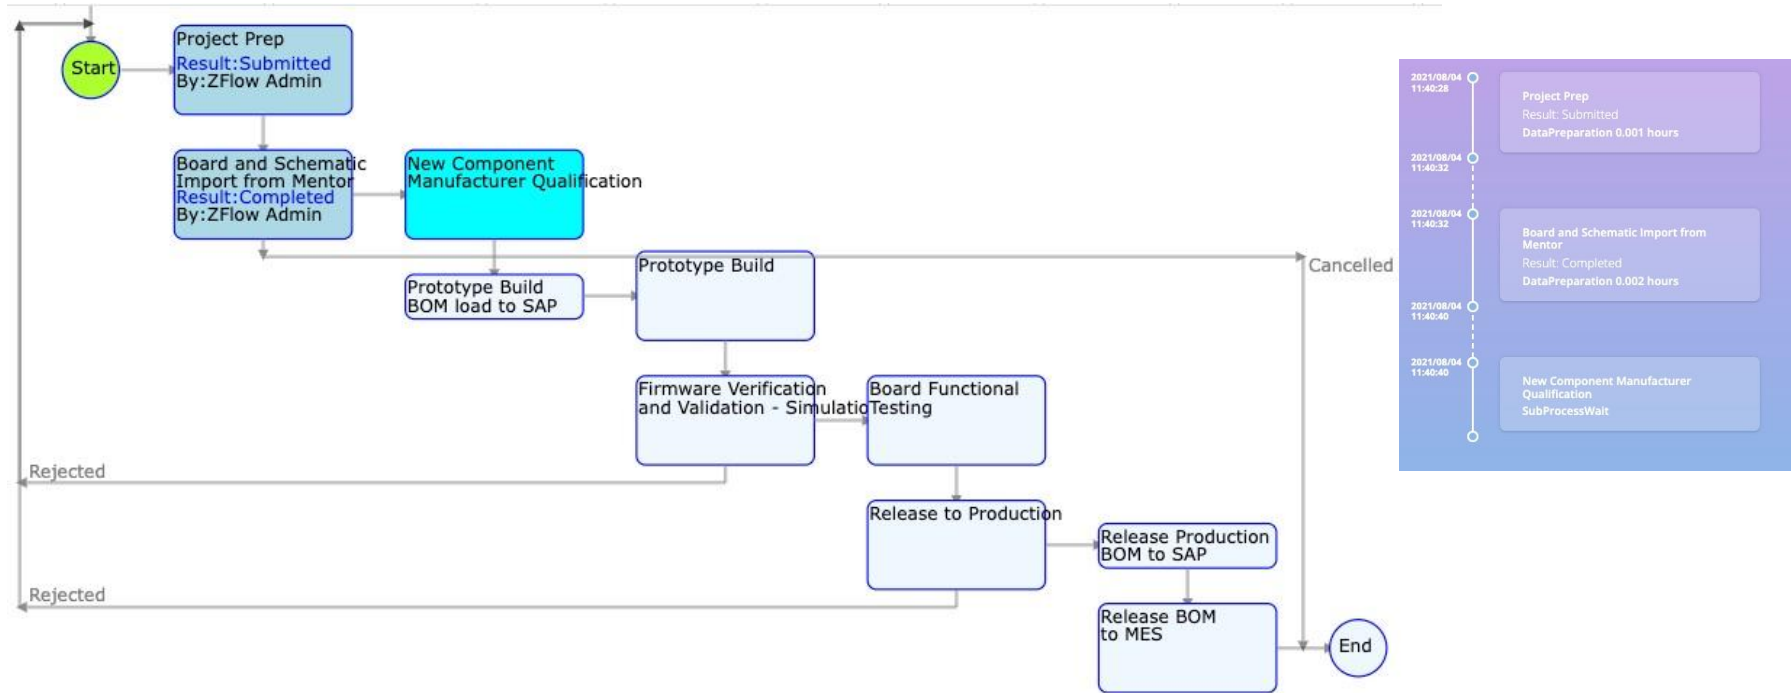 Start
Project Prep
Result:Submitted
By:ZFlow Admin
Board and Schematic
Import from Mentor
Result:Completed
By:ZFlow Admin
New Component
Manufacturer Qualification
Cancelled
Prototype Build
BOM load to SAP
Prototype Build
Firmware Verification
and Validation - Simulatio
Board Functional
Testing
Rejected
Release to Production
Release Production
BOM to SAP
Rejected
Release BOM
to MES
End
2021/08/04
11:40:28
Project Prep
Result: Submitted
DataPreparation 0.001 hours
2021/08/04
11:40:32
2021/08/04
11:40:32
Board and Schematic Import from
Mentor
Result: Completed
DataPreparation 0.002 hours
2021/08/04
11:40:40
2021/08/04
11:40:40
New Component Manufacturer
Qualification
SubProcessWait